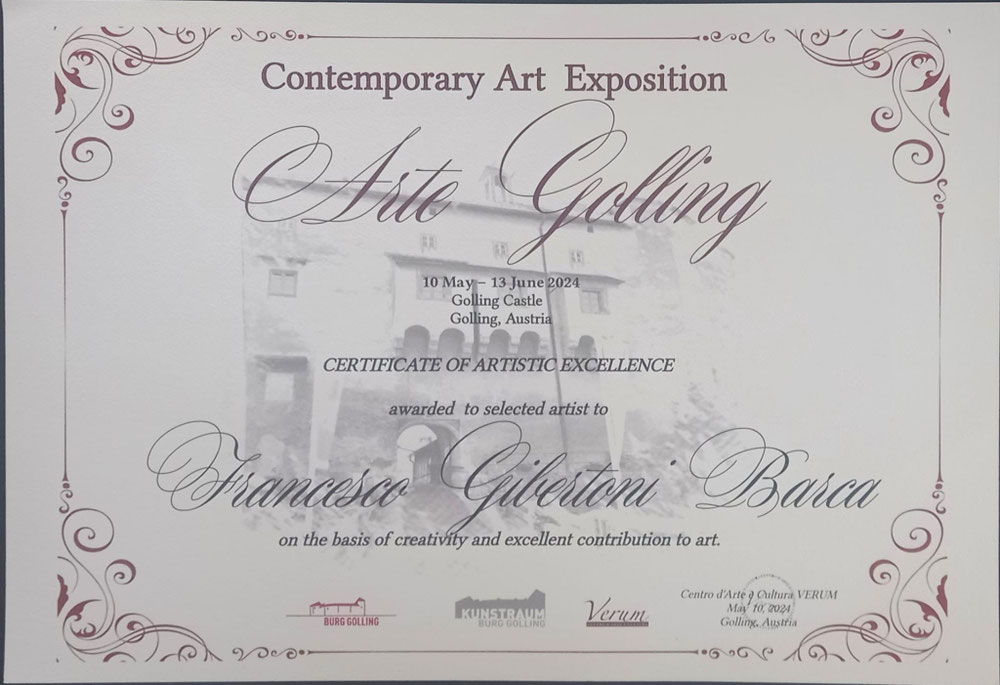 Contemporary Art Exposition
Arte Golling
10 May – 13 June 2024
Golling Castle
Golling, Austria
CERTIFICATE OF ARTISTIC EXCELLENCE
awarded to selected artist to
Francesco Gibertoni Barca
on the basis of creativity and excellent contribution to art.
BURG GOLLING
KUNSTRAUM
BURG GOLLING
Verum
Centro d'Arte e Cultura VERUM
May 10, 2024
Golling, Austria